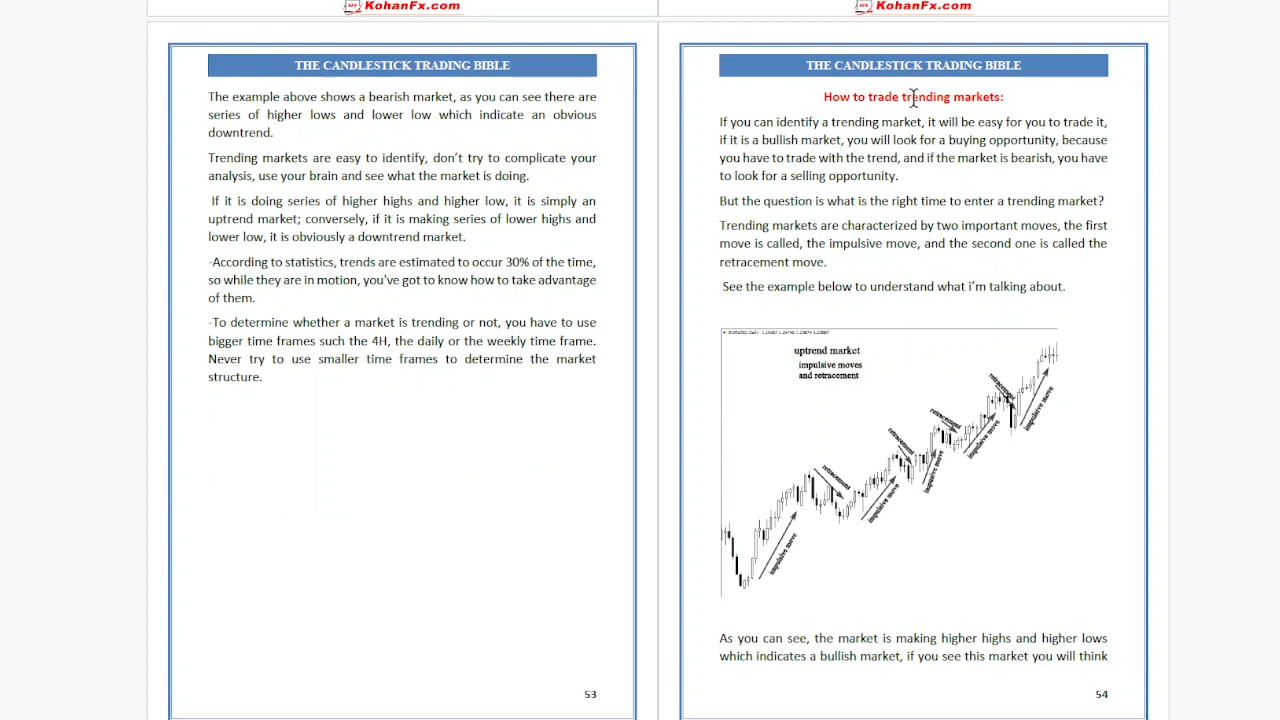 KohanFx.com
THE CANDLESTICK TRADING BIBLE
The example above shows a bearish market, as you can see there are
series of higher lows and lower low which indicate an obvious
downtrend.
Trending markets are easy to identify, don't try to complicate your
analysis, use your brain and see what the market is doing.
If it is doing series of higher highs and higher low, it is simply an
uptrend market; conversely, if it is making series of lower highs and
lower low, it is obviously a downtrend market.
-According to statistics, trends are estimated to occur 30% of the time,
so while they are in motion, you've got to know how to take advantage
of them.
-To determine whether a market is trending or not, you have to use
bigger time frames such the 4H, the daily or the weekly time frame.
Never try to use smaller time frames to determine the market
structure.
53
KohanFx.com
THE CANDLESTICK TRADING BIBLE
How to trade trending markets:
If you can identify a trending market, it will be easy for you to trade it,
if it is a bullish market, you will look for a buying opportunity, because
you have to trade with the trend, and if the market is bearish, you have
to look for a selling opportunity.
But the question is what is the right time to enter a trending market?
Trending markets are characterized by two important moves, the first
move is called, the impulsive move, and the second one is called the
retracement move.
See the example below to understand what i'm talking about.
uptrend market
impulsive moves
and retracement
impulsive move
retracement
impulsive move
retracement
impulsive move
retracement
impulsive move
retracement
impulsive move
As you can see, the market is making higher highs and higher lows
which indicates a bullish market, if you see this market you will think
54